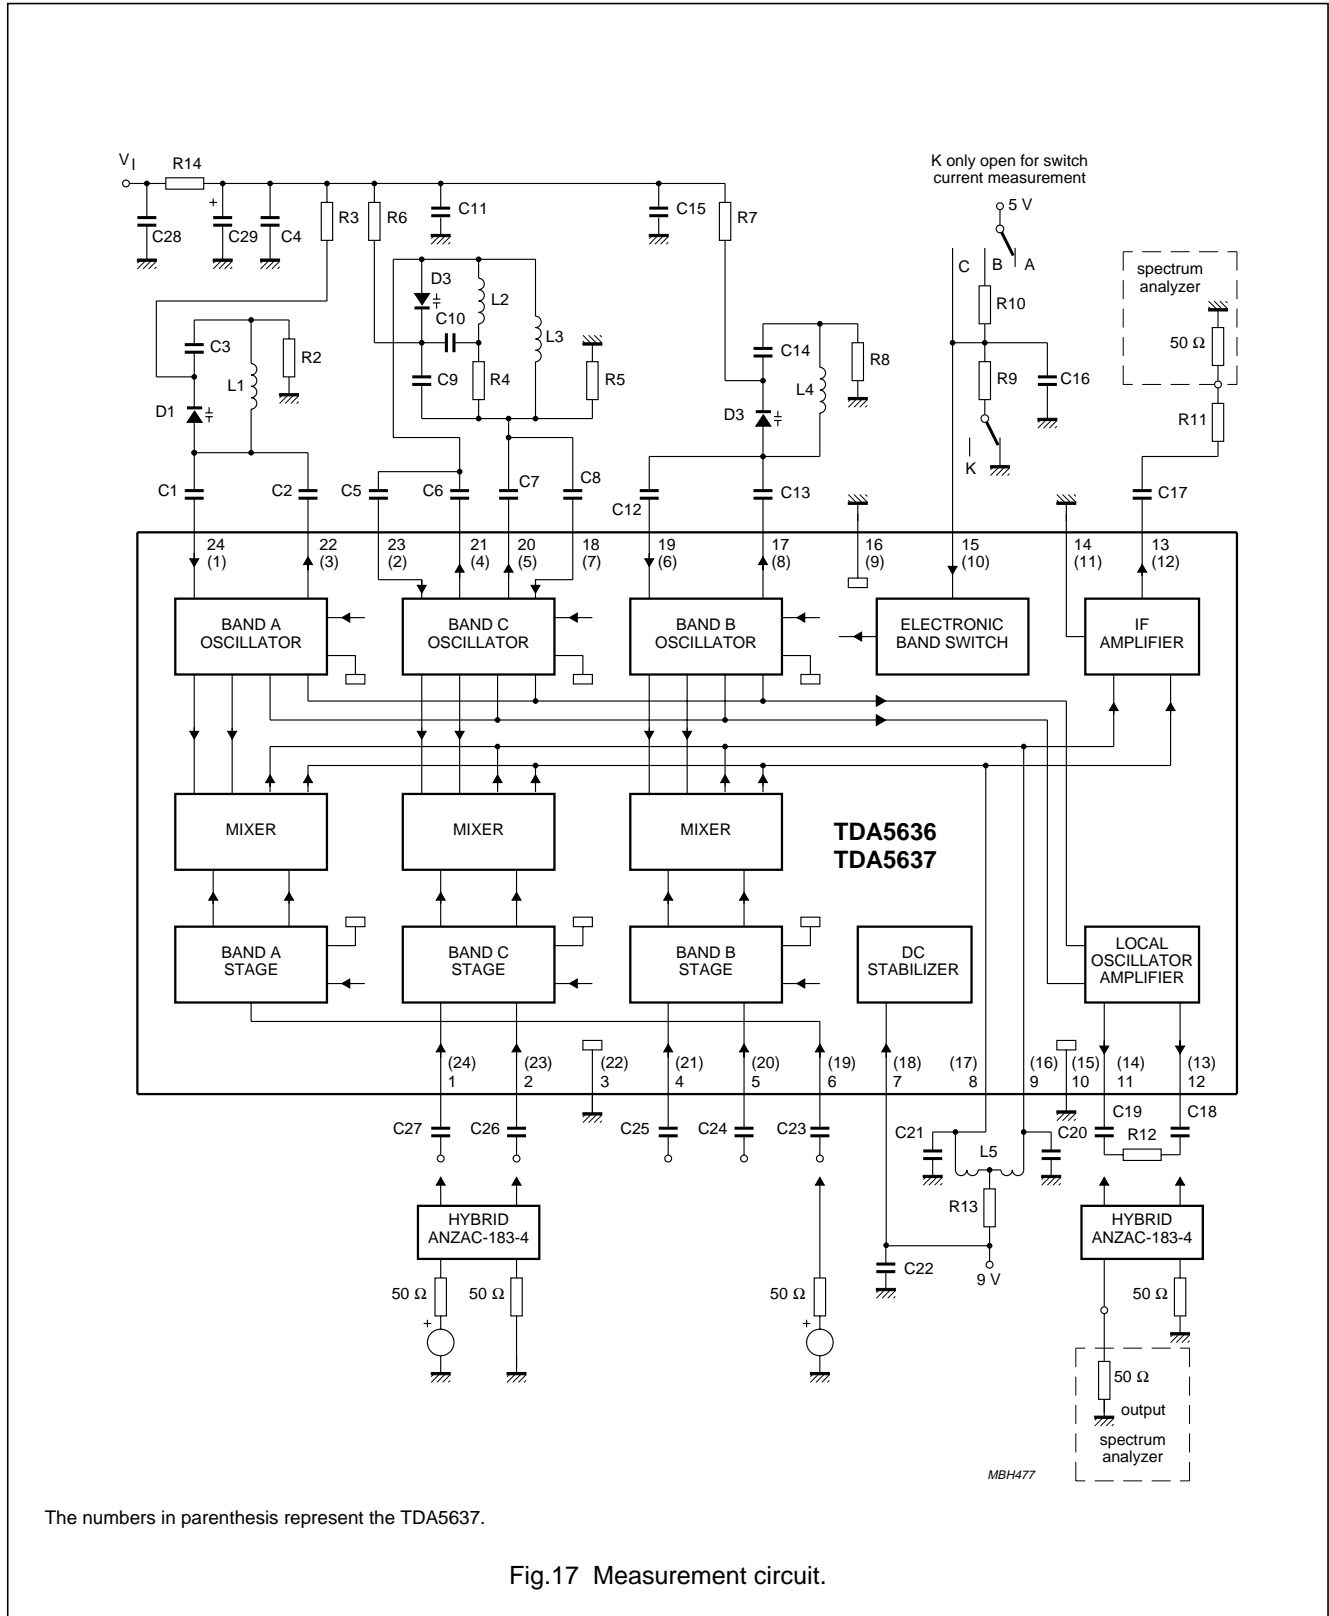 K only open for switch
current measurement
V I
R14
5 V
C28
C29
C4
R3
R6
C11
C15
R7
+
C
B
A
spectrum
analyzer
50 Ω
R10
D3
L2
C10
L3
C3
L1
R2
D1
C9
R4
R5
C14
L4
R8
D3
R9
C16
R11
K
C1
C2
C5
C6
C7
C8
C12
C13
C17
24
(1)
22
(3)
23
(2)
21
(4)
20
(5)
18
(7)
19
(6)
17
(8)
16
(9)
15
(10)
14
(11)
13
(12)
BAND A
OSCILLATOR
BAND C
OSCILLATOR
BAND B
OSCILLATOR
ELECTRONIC
BAND SWITCH
IF
AMPLIFIER
MIXER
MIXER
MIXER
TDA5636
TDA5637
BAND A
STAGE
BAND C
STAGE
BAND B
STAGE
DC
STABILIZER
LOCAL
OSCILLATOR
AMPLIFIER
(24)
1
(23)
2
(22)
3
(21)
4
(20)
5
(19)
6
(18)
7
(17)
8
(16)
9
(15)
10
(14)
11
(13)
12
C27
C26
C25
C24
C23
C21
L5
C20
C19
C18
R12
R13
C22
9 V
HYBRID
ANZAC-183-4
HYBRID
ANZAC-183-4
50 Ω
50 Ω
50 Ω
50 Ω
+
+
50 Ω
output
spectrum
analyzer
MBH477
The numbers in parenthesis represent the TDA5637.
Fig.17 Measurement circuit.